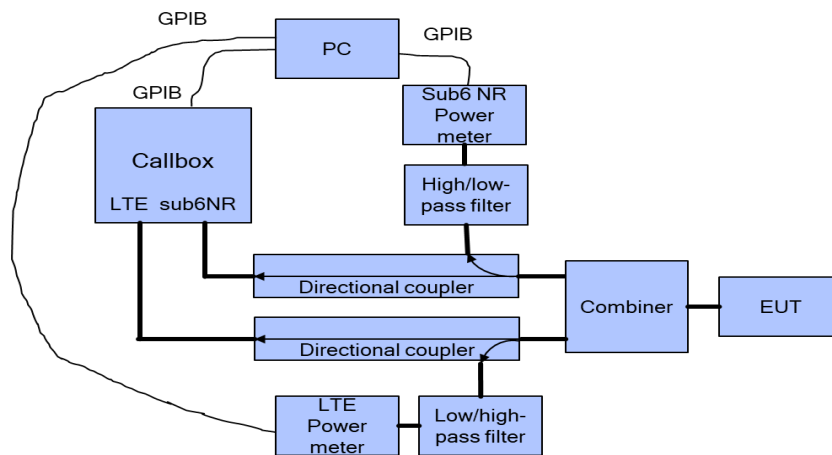 GPIB
PC
GPIB
Sub6 NR
Power
meter
Callbox
LTE sub6NR
High/low-
pass filter
Directional coupler
Combiner
EUT
Directional coupler
LTE
Power
meter
Low/high-
pass filter